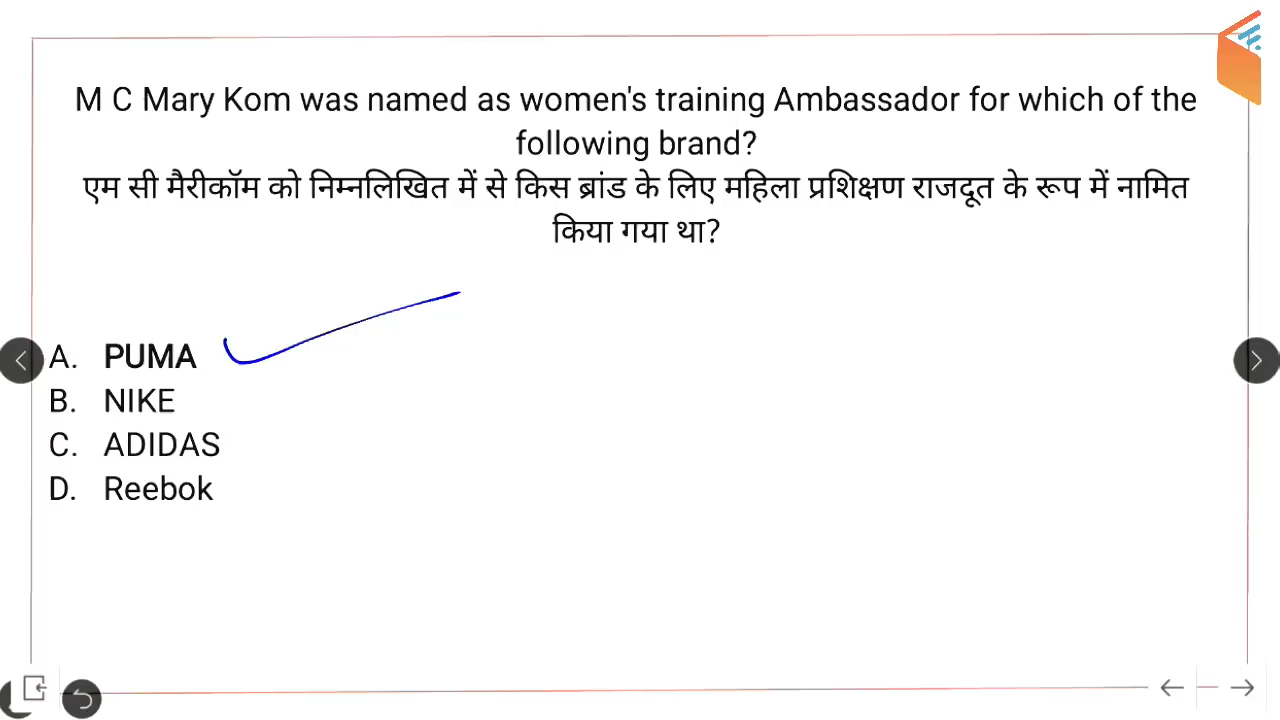 M C Mary Kom was named as women's training Ambassador for which of the
following brand?
एम सी मैरीकॉम को निम्नलिखित में से किस ब्रांड के लिए महिला प्रशिक्षण राजदूत के रूप में नामित
किया गया था?
A. PUMA
B. NIKE
C. ADIDAS
D. Reebok